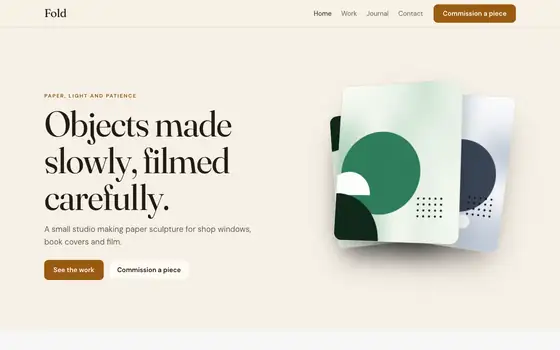 Fold
Home Work Journal Contact Commission a piece
PAPER, LIGHT AND PATIENCE
Objects made
slowly, filmed
carefully.
A small studio making paper sculpture for shop windows,
book covers and film.
See the work Commission a piece